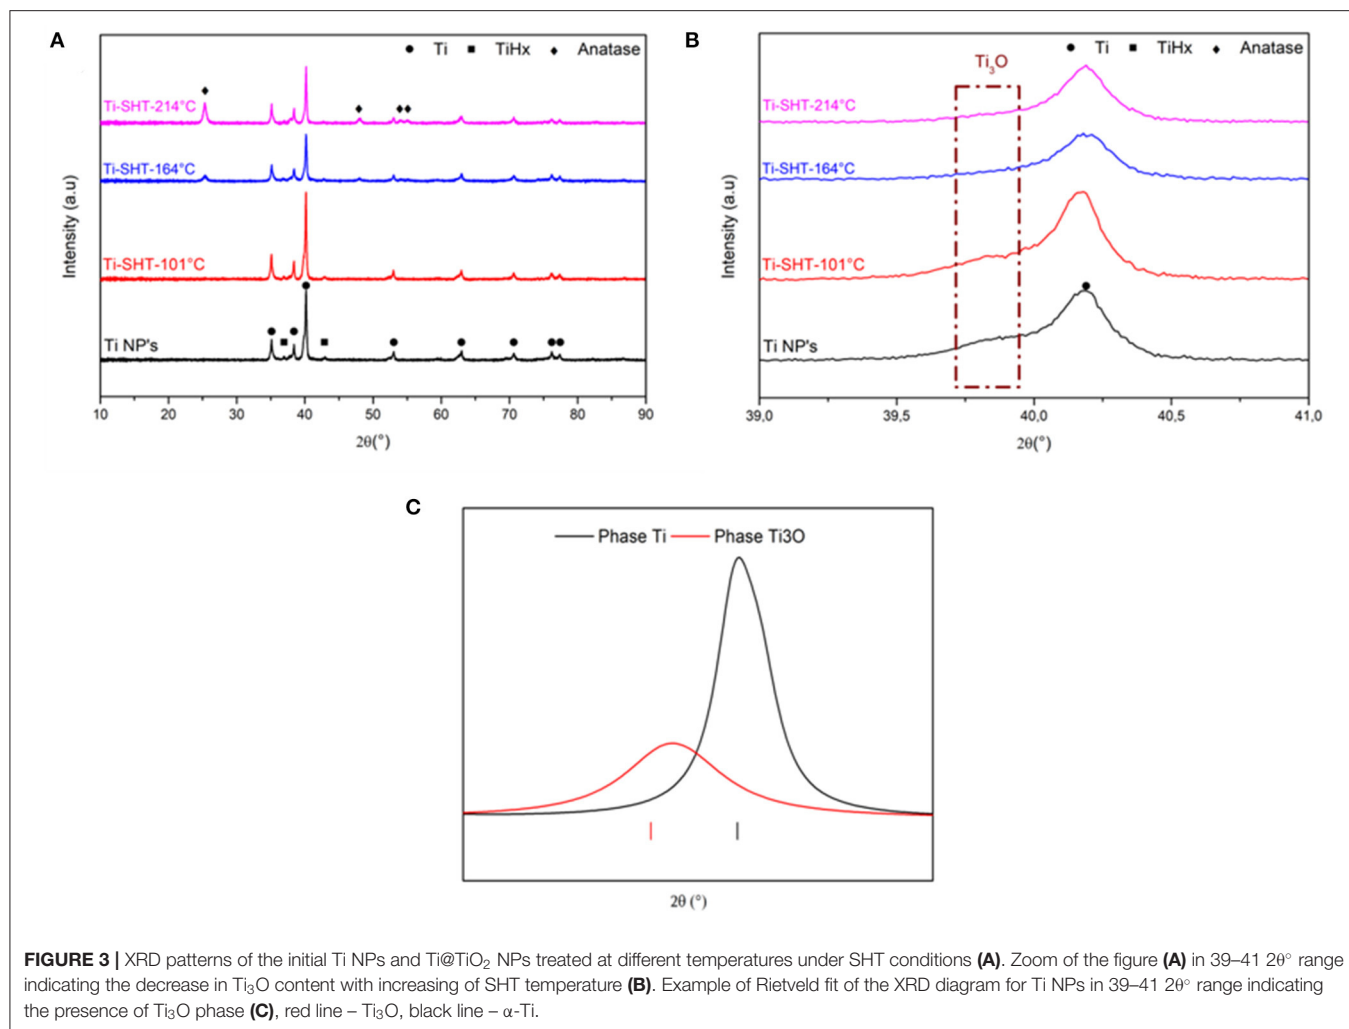 A
● Ti ■ TiHx ♦ Anatase
Ti-SHT-214°C
Ti-SHT-164°C
Ti-SHT-101°C
Ti NP's
Intensity (a.u)
10 20 30 40 50 60 70 80 90
2θ(°)
B
● Ti ■ TiHx ♦ Anatase
Ti₃O
Ti-SHT-214°C
Ti-SHT-164°C
Ti-SHT-101°C
Ti NP's
Intensity (a.u)
39,0 39,5 40,0 40,5 41,0
2θ(°)
C
Phase Ti Phase Ti3O
2θ (°)
FIGURE 3 | XRD patterns of the initial Ti NPs and Ti@TiO₂ NPs treated at different temperatures under SHT conditions (A). Zoom of the figure (A) in 39–41 2θ° range
indicating the decrease in Ti₃O content with increasing of SHT temperature (B). Example of Rietveld fit of the XRD diagram for Ti NPs in 39–41 2θ° range indicating
the presence of Ti₃O phase (C), red line – Ti₃O, black line – α-Ti.